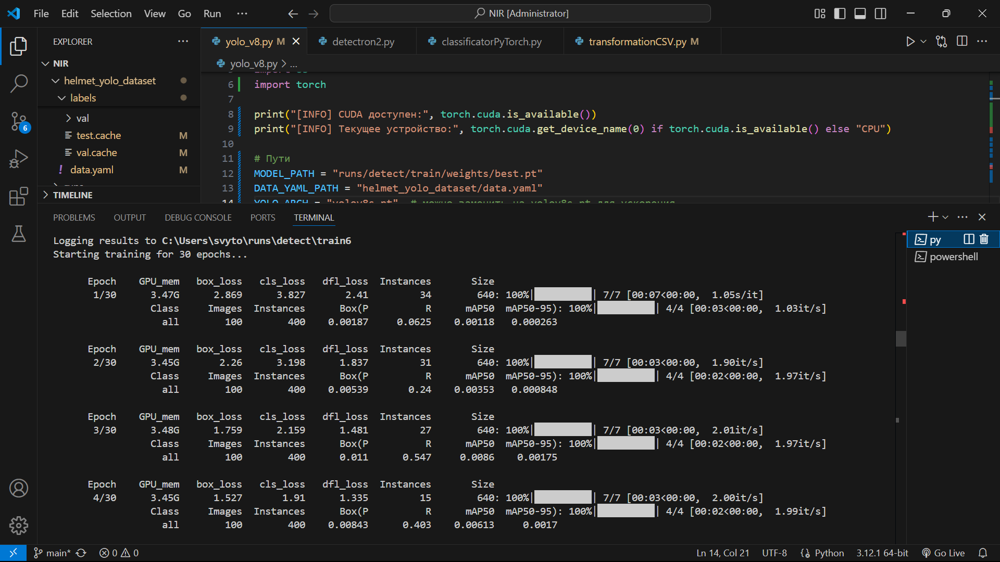 File Edit Selection View Go Run ··· NIR [Administrator]
EXPLORER ···
NIR
helmet_yolo_dataset
labels
val
test.cache M
val.cache M
data.yaml M
TIMELINE
yolo_v8.py M
detectron2.py
classificatorPyTorch.py
transformationCSV.py M
yolo_v8.py > ...
6 import torch
7
8 print("[INFO] CUDA доступен:", torch.cuda.is_available())
9 print("[INFO] Текущее устройство:", torch.cuda.get_device_name(0) if torch.cuda.is_available() else "CPU")
10
11 # Пути
12 MODEL_PATH = "runs/detect/train/weights/best.pt"
13 DATA_YAML_PATH = "helmet_yolo_dataset/data.yaml"
14 YOLO_ARCH = "yolov8s.pt" # можно заменить на yolov8s.pt для ускорения
PROBLEMS OUTPUT DEBUG CONSOLE PORTS TERMINAL
py
powershell
Logging results to C:\Users\svyto\runs\detect\train6
Starting training for 30 epochs...
Epoch GPU_mem box_loss cls_loss dfl_loss Instances Size
1/30 3.47G 2.869 3.827 2.41 34 640: 100%| | 7/7 [00:07<00:00, 1.05s/it]
Class Images Instances Box(P R mAP50 mAP50-95): 100%| | 4/4 [00:03<00:00, 1.03it/s]
all 100 400 0.00187 0.0625 0.00118 0.000263
Epoch GPU_mem box_loss cls_loss dfl_loss Instances Size
2/30 3.45G 2.26 3.198 1.837 31 640: 100%| | 7/7 [00:03<00:00, 1.90it/s]
Class Images Instances Box(P R mAP50 mAP50-95): 100%| | 4/4 [00:02<00:00, 1.97it/s]
all 100 400 0.00539 0.24 0.00353 0.000848
Epoch GPU_mem box_loss cls_loss dfl_loss Instances Size
3/30 3.48G 1.759 2.159 1.481 27 640: 100%| | 7/7 [00:03<00:00, 2.01it/s]
Class Images Instances Box(P R mAP50 mAP50-95): 100%| | 4/4 [00:02<00:00, 1.97it/s]
all 100 400 0.011 0.547 0.0086 0.00175
Epoch GPU_mem box_loss cls_loss dfl_loss Instances Size
4/30 3.45G 1.527 1.91 1.335 15 640: 100%| | 7/7 [00:03<00:00, 2.00it/s]
Class Images Instances Box(P R mAP50 mAP50-95): 100%| | 4/4 [00:02<00:00, 1.99it/s]
all 100 400 0.00843 0.403 0.00613 0.0017
6
main* 0 0 Ln 14, Col 21 UTF-8 Python 3.12.1 64-bit Go Live